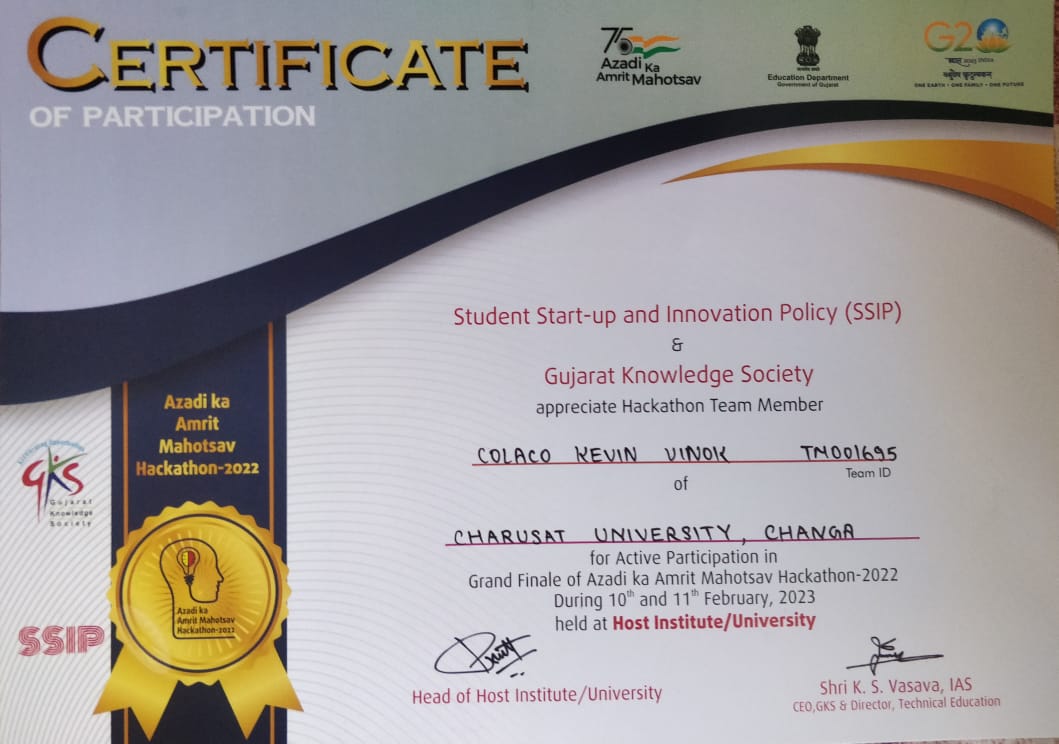 CERTIFICATE
OF PARTICIPATION
75
Azadi Ka
Amrit Mahotsav
Education Department
Government of Gujarat
G20
भारत 2023 INDIA
वसुधैव कुटुम्बकम्
ONE EARTH • ONE FAMILY • ONE FUTURE
Student Start-up and Innovation Policy (SSIP)
&
Gujarat Knowledge Society
appreciate Hackathon Team Member
COLACO KEVIN VINOK TM001695
Team ID
of
CHARUSAT UNIVERSITY, CHANGA
for Active Participation in
Grand Finale of Azadi ka Amrit Mahotsav Hackathon-2022
During 10th and 11th February, 2023
held at Host Institute/University
Head of Host Institute/University
Shri K. S. Vasava, IAS
CEO,GKS & Director, Technical Education
Azadi ka
Amrit
Mahotsav
Hackathon-2022
GKS
Gujarat
Knowledge
Society
Azadi ka
Amrit Mahotsav
Hackathon-2022
SSIP